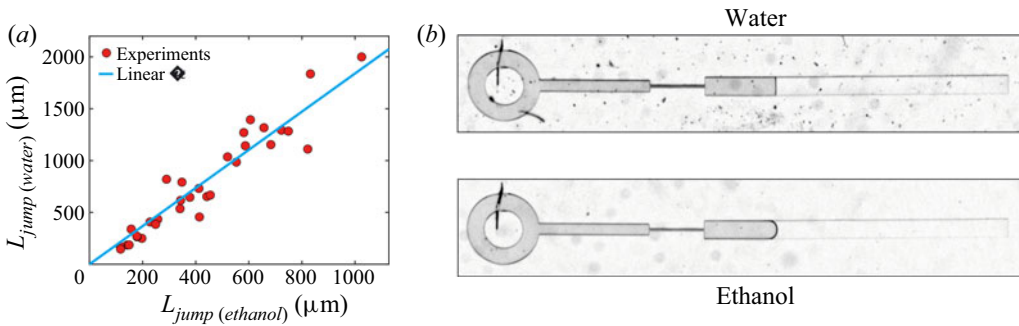 (a)
2000
1500
1000
500
0
200
400
600
800
1000
Experiments
Linear �
L_jump (water) (μm)
L_jump (ethanol) (μm)
(b)
Water
Ethanol